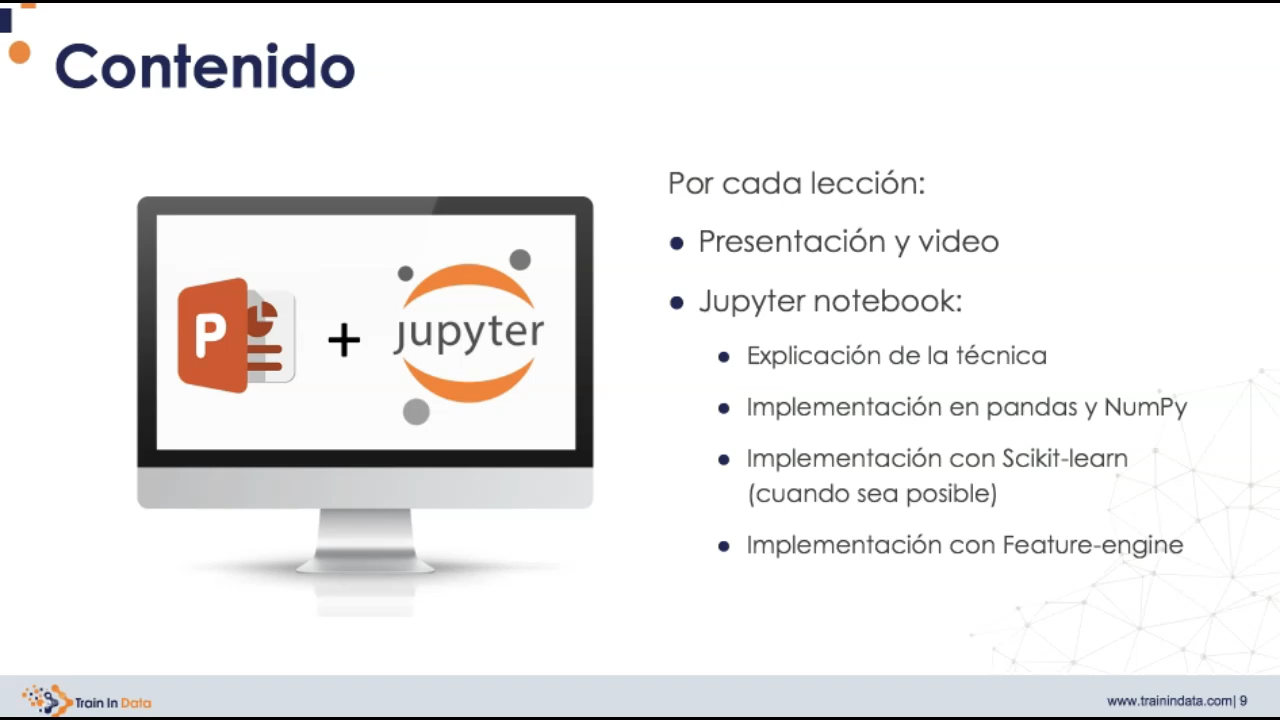 Contenido
Por cada lección:
● Presentación y video
● Jupyter notebook:
● Explicación de la técnica
● Implementación en pandas y NumPy
● Implementación con Scikit-learn
(cuando sea posible)
● Implementación con Feature-engine
P
+
jupyter
Train In Data
www.trainindata.com| 9